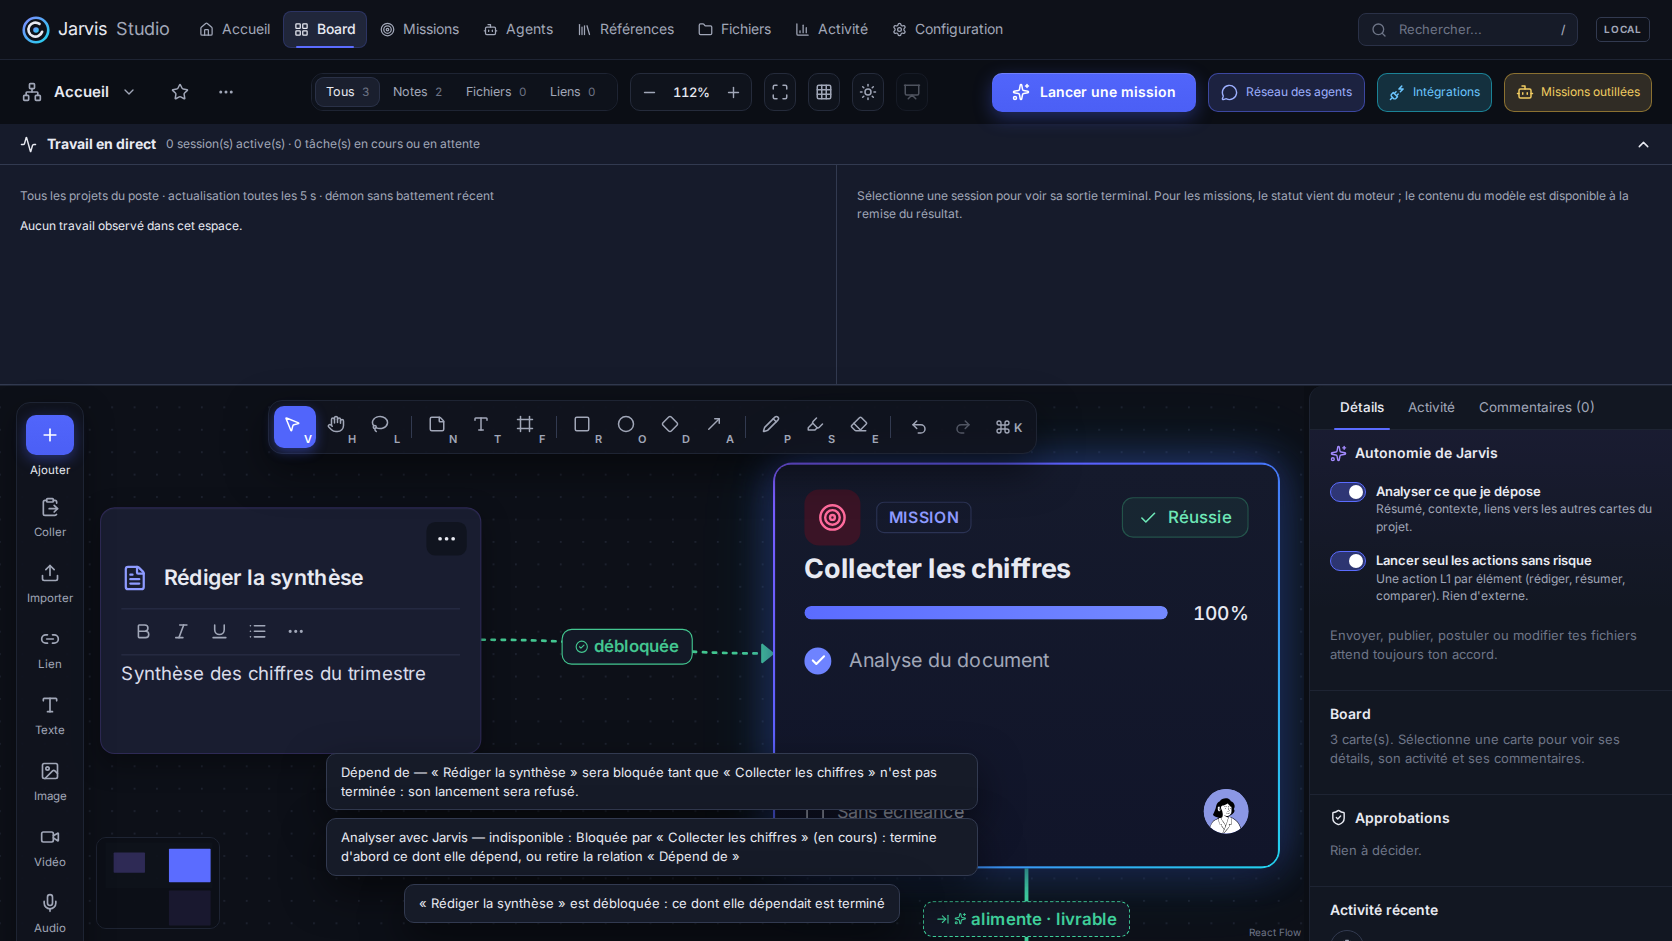 Jarvis Studio
Accueil
Board
Missions
Agents
Références
Fichiers
Activité
Configuration
Rechercher...
/
LOCAL
Accueil
Tous 3
Notes 2
Fichiers 0
Liens 0
112%
Lancer une mission
Réseau des agents
Intégrations
Missions outillées
Travail en direct
0 session(s) active(s) · 0 tâche(s) en cours ou en attente
Tous les projets du poste · actualisation toutes les 5 s · démon sans battement récent
Aucun travail observé dans cet espace.
Sélectionne une session pour voir sa sortie terminal. Pour les missions, le statut vient du moteur ; le contenu du modèle est disponible à la
remise du résultat.
V
H
L
N
T
F
R
O
D
A
P
S
E
⌘K
Ajouter
Coller
Importer
Lien
Texte
Image
Vidéo
Audio
Rédiger la synthèse
B I U
Synthèse des chiffres du trimestre
débloquée
MISSION
Réussie
Collecter les chiffres
100%
Analyse du document
Sans échéance
Dépend de — « Rédiger la synthèse » sera bloquée tant que « Collecter les chiffres » n'est pas
terminée : son lancement sera refusé.
Analyser avec Jarvis — indisponible : Bloquée par « Collecter les chiffres » (en cours) : termine
d'abord ce dont elle dépend, ou retire la relation « Dépend de »
« Rédiger la synthèse » est débloquée : ce dont elle dépendait est terminé
alimente · livrable
React Flow
Détails
Activité
Commentaires (0)
Autonomie de Jarvis
Analyser ce que je dépose
Résumé, contexte, liens vers les autres cartes du
projet.
Lancer seul les actions sans risque
Une action L1 par élément (rédiger, résumer,
comparer). Rien d'externe.
Envoyer, publier, postuler ou modifier tes fichiers
attend toujours ton accord.
Board
3 carte(s). Sélectionne une carte pour voir ses
détails, son activité et ses commentaires.
Approbations
Rien à décider.
Activité récente